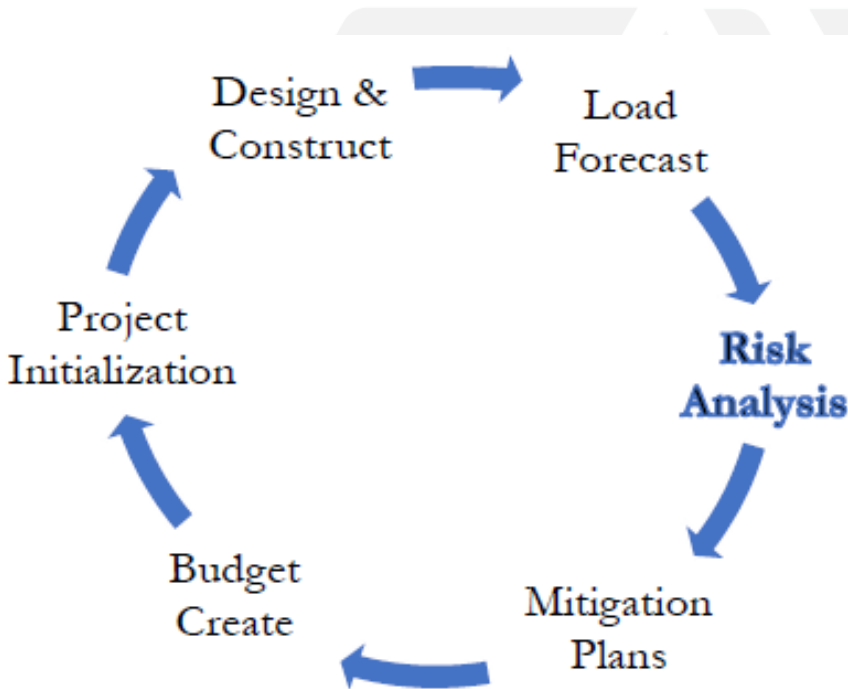 Design &
Construct
Load
Forecast
Risk
Analysis
Mitigation
Plans
Budget
Create
Project
Initialization